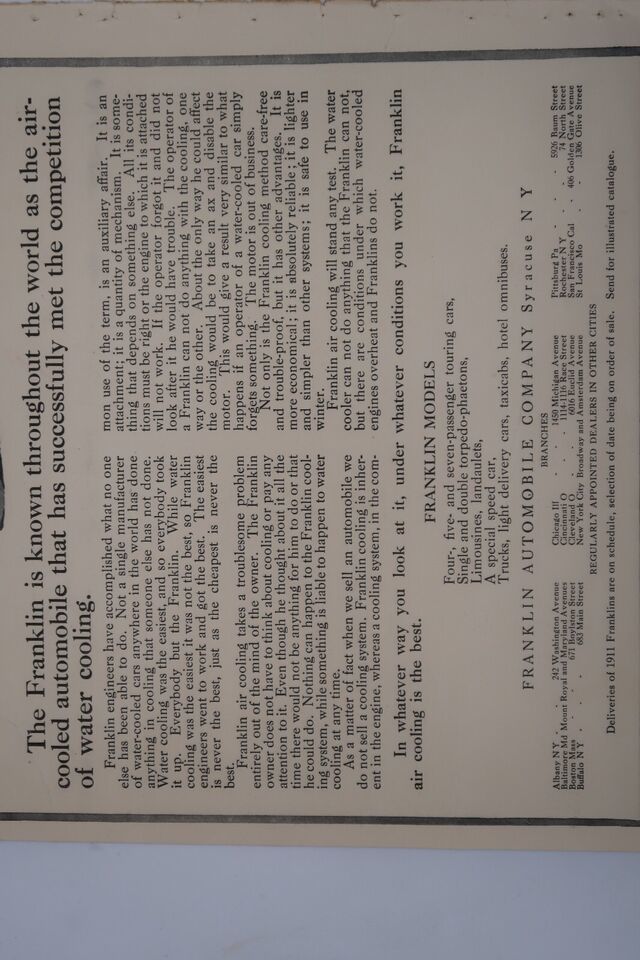 The Franklin is known throughout the world as the air-
cooled automobile that has successfully met the competition
of water cooling.
Franklin engineers have accomplished what no one
else has been able to do. Not a single manufacturer
of water-cooled cars anywhere in the world has done
anything in cooling that someone else has not done.
Water cooling was the easiest, and so everybody took
it up. Everybody but the Franklin. While water
cooling was the easiest it was not the best, so Franklin
engineers went to work and got the best. The easiest
is never the best, just as the cheapest is never the
best.
Franklin air cooling takes a troublesome problem
entirely out of the mind of the owner. The Franklin
owner does not have to think about cooling or pay any
attention to it. Even though he thought about it all the
time there would not be anything for him to do or that
he could do. Nothing can happen to the Franklin cool-
ing system, while something is liable to happen to water
cooling at any time.
As a matter of fact when we sell an automobile we
do not sell a cooling system. Franklin cooling is inher-
ent in the engine, whereas a cooling system, in the com-
mon use of the term, is an auxiliary affair. It is an
attachment; it is a quantity of mechanism. It is some-
thing that depends on something else. All its condi-
tions must be right or the engine to which it is attached
will not work. If the operator forgot it and did not
look after it he would have trouble. The operator of
a Franklin can not do anything with the cooling, one
way or the other. About the only way he could affect
the cooling would be to take an ax and disable the
motor. This would give a result very similar to what
happens if an operator of a water-cooled car simply
forgets something. The motor is out of business.
Not only is the Franklin cooling method care-free
and trouble-proof, but it has other advantages. It is
more economical; it is absolutely reliable; it is lighter
and simpler than other systems; it is safe to use in
winter.
Franklin air cooling will stand any test. The water
cooler can not do anything that the Franklin can not,
but there are conditions under which water-cooled
engines overheat and Franklins do not.
In whatever way you look at it, under whatever conditions you work it, Franklin
air cooling is the best.
FRANKLIN MODELS
Four-, five- and seven-passenger touring cars,
Single and double torpedo-phaetons,
Limousines, landaulets,
A special speed car,
Trucks, light delivery cars, taxicabs, hotel omnibuses.
FRANKLIN AUTOMOBILE COMPANY Syracuse N Y
BRANCHES
Albany N Y - - 242 Washington Avenue
Baltimore Md Mount Royal and Maryland Avenues
Boston Mass - - 671 Boylston Street
Buffalo N Y - - 683 Main Street
Chicago Ill - - 1450 Michigan Avenue
Cincinnati O - - 1114-1116 Race Street
Cleveland O - - 6016 Euclid Avenue
New York City Broadway and Amsterdam Avenue
Pittsburg Pa - - 5926 Baum Street
Rochester N Y - - 74 North Street
San Francisco Cal - 406 Golden Gate Avenue
St Louis Mo - - 1306 Olive Street
REGULARLY APPOINTED DEALERS IN OTHER CITIES
Deliveries of 1911 Franklins are on schedule, selection of date being on order of sale. Send for illustrated catalogue.